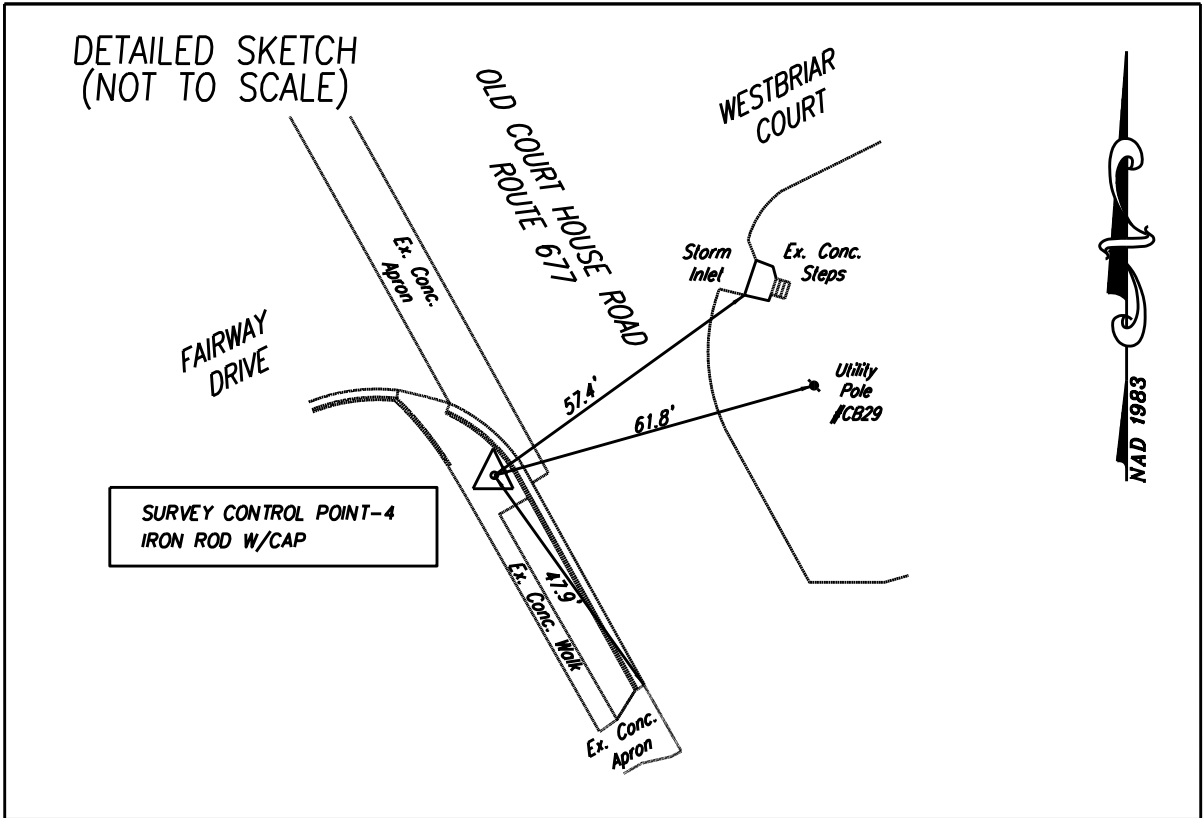 DETAILED SKETCH
(NOT TO SCALE)
OLD COURT HOUSE ROAD
ROUTE 677
WESTBRIAR
COURT
Ex. Conc.
Apron
Storm
Inlet
Ex. Conc.
Steps
FAIRWAY
DRIVE
57.4'
61.8'
Utility
Pole
#CB29
NAD 1983
SURVEY CONTROL POINT-4
IRON ROD W/CAP
47.9'
Ex. Conc. Walk
Ex. Conc.
Apron